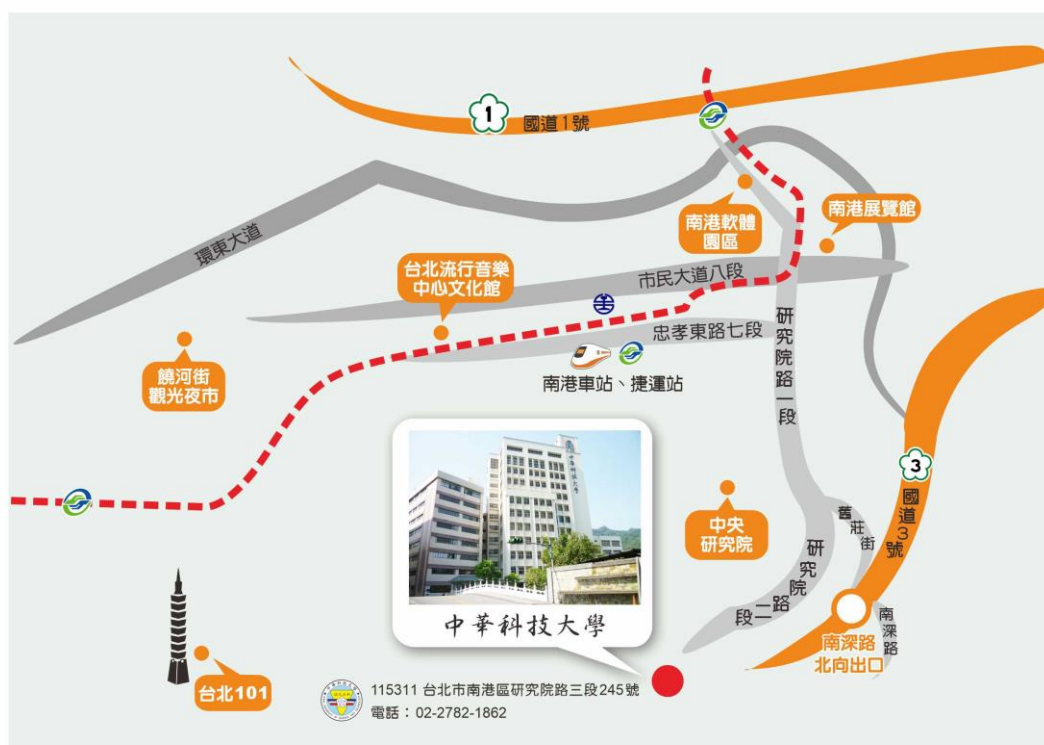 1
國道1號
環東大道
南港軟體
園區
南港展覽館
台北流行音樂
中心文化館
市民大道八段
忠孝東路七段
研究院路一段
饒河街
觀光夜市
南港車站、捷運站
中華科技大學
3
國道3號
中央
研究院
舊莊街
研究院路二段
南深路
南深路
北向出口
中華科技大學
台北101
115311 台北市南港區研究院路三段245號
電話：02-2782-1862